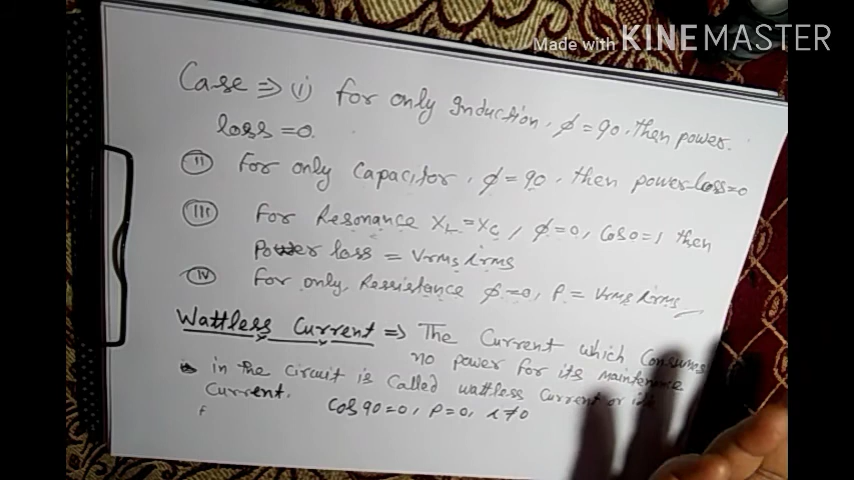 Made with KINEMASTER
Case ⇒ (i) for only Induction, φ = 90, then power.
loss = 0.
(ii) For only Capacitor, φ = 90, then power loss = 0
(iii) For Resonance XL = XC, φ = 0, Cos 0 = 1 then
Power loss = Vrms irms
(iv) For only Ressistance φ = 0, P = Vrms irms
Wattless Current ⇒ The Current which Consumes
no power for its maintenance
in the circuit is Called wattless Current or
Current.
Cos 90 = 0, P = 0, i ≠ 0